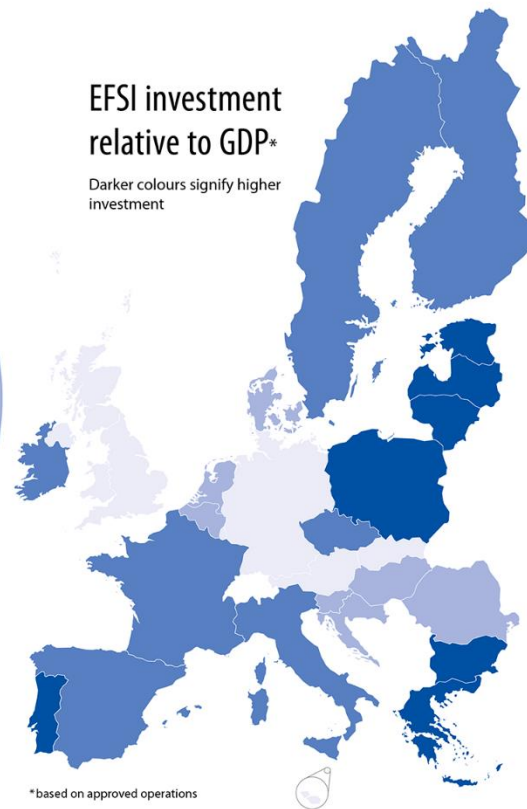 EFSI investment
relative to GDP*
Darker colours signify higher
investment
*based on approved operations